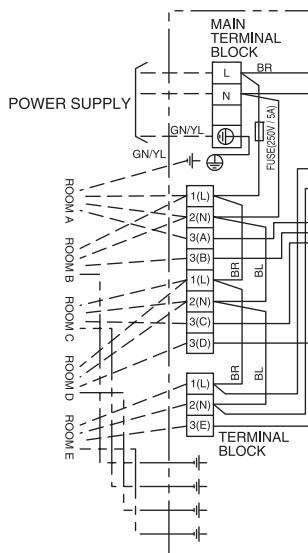 MAIN
TERMINAL
BLOCK
L
BR
N
POWER SUPPLY
GN/YL
GN/YL
FUSE(250V / 5A)
ROOM A
1(L)
2(N)
3(A)
ROOM B
3(B)
BR
BL
1(L)
2(N)
ROOM C
3(C)
3(D)
ROOM D
BR
BL
1(L)
2(N)
3(E)
ROOM E
TERMINAL
BLOCK